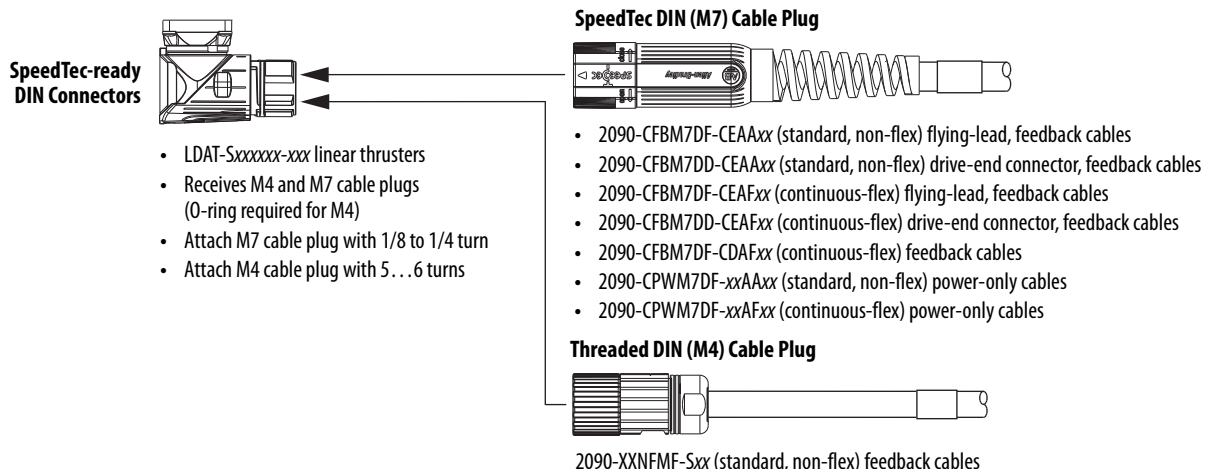 SpeedTec DIN (M7) Cable Plug
SpeedTec-ready
DIN Connectors
• LDAT-Sxxxxxx-xxx linear thrusters
• Receives M4 and M7 cable plugs
(O-ring required for M4)
• Attach M7 cable plug with 1/8 to 1/4 turn
• Attach M4 cable plug with 5…6 turns
Allen-Bradley
AB
• 2090-CFBM7DF-CEAAxx (standard, non-flex) flying-lead, feedback cables
• 2090-CFBM7DD-CEAAxx (standard, non-flex) drive-end connector, feedback cables
• 2090-CFBM7DF-CEAFxx (continuous-flex) flying-lead, feedback cables
• 2090-CFBM7DD-CEAFxx (continuous-flex) drive-end connector, feedback cables
• 2090-CFBM7DF-CDAFxx (continuous-flex) feedback cables
• 2090-CPWM7DF-xxAAxx (standard, non-flex) power-only cables
• 2090-CPWM7DF-xxAFxx (continuous-flex) power-only cables
Threaded DIN (M4) Cable Plug
2090-XXNFMF-Sxx (standard, non-flex) feedback cables